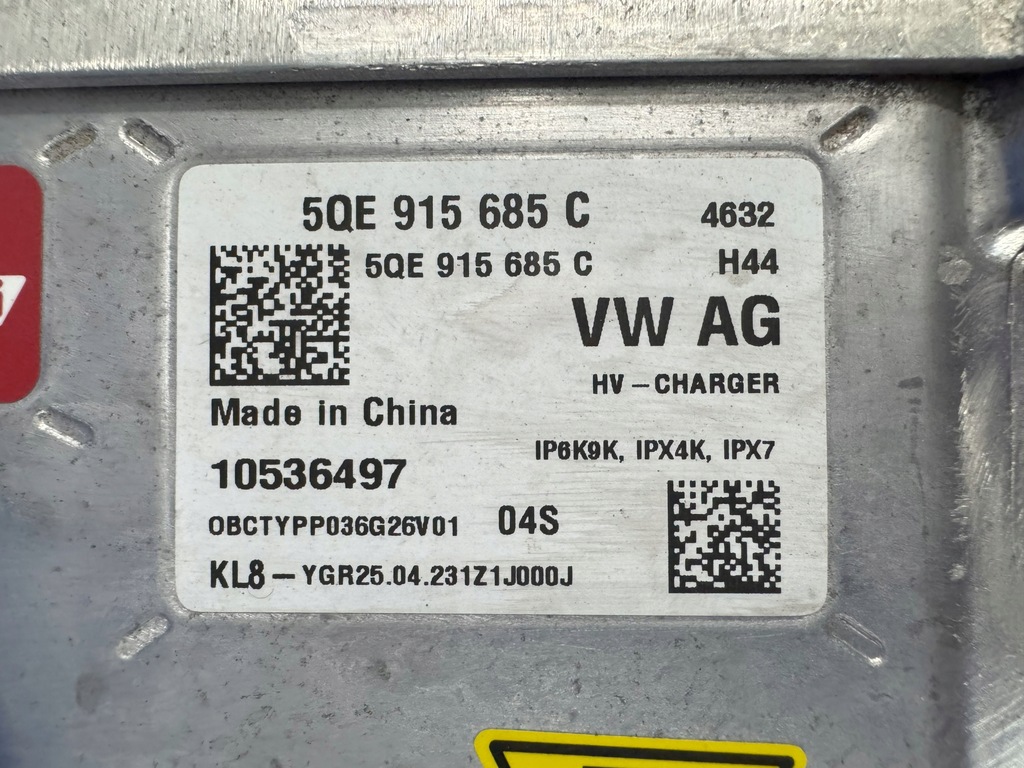 5QE 915 685 C 4632
5QE 915 685 C H44
VW AG
HV-CHARGER
Made in China
IP6K9K, IPX4K, IPX7
10536497
OBCTYPP036G26V01 04S
KL8-YGR25.04.231Z1J000J